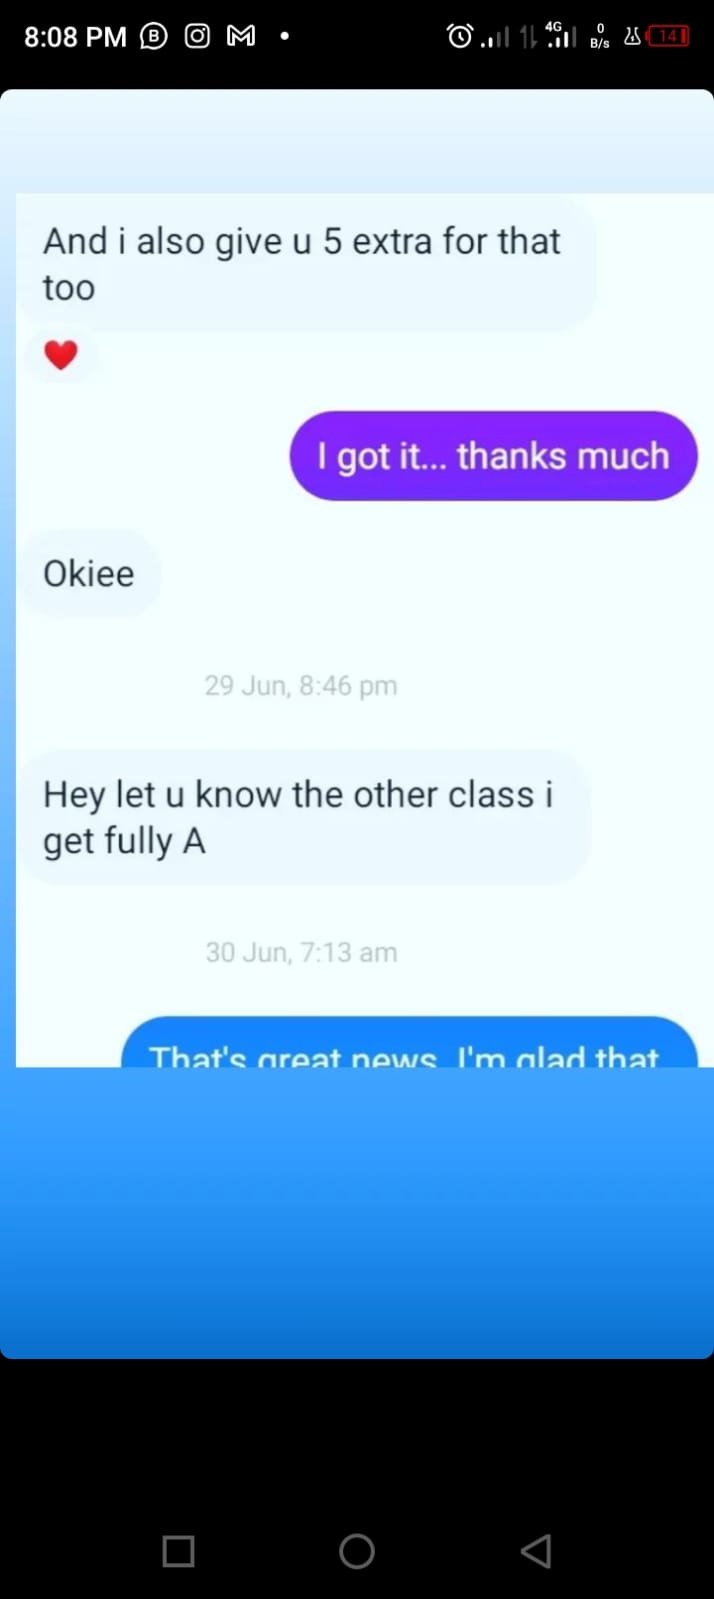 8:08 PM
4G
0
B/s
14
And i also give u 5 extra for that
too
I got it... thanks much
Okiee
29 Jun, 8:46 pm
Hey let u know the other class i
get fully A
30 Jun, 7:13 am
That's great news. I'm glad that